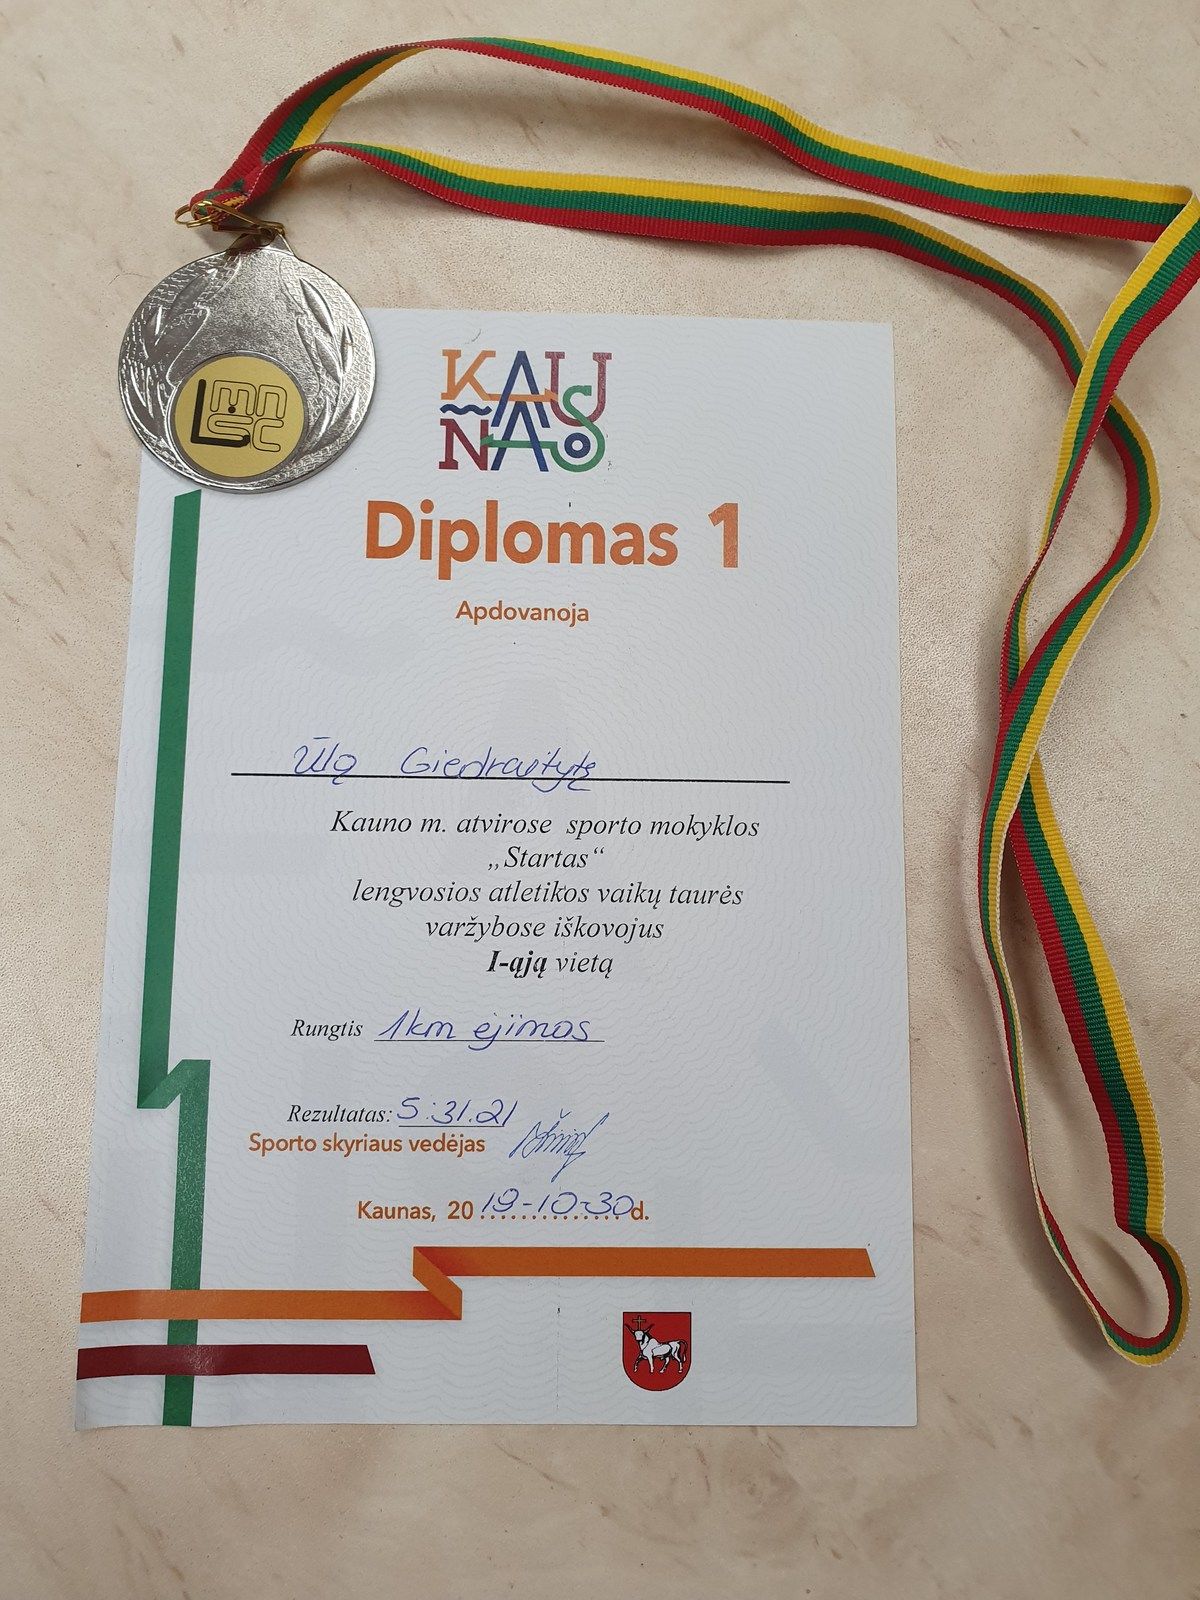 LMNSC
KAUNAS
Diplomas 1
Apdovanoja
Ūlą Giedraitytę
Kauno m. atvirose sporto mokyklos
„Startas“
lengvosios atletikos vaikų taurės
varžybose iškovojus
I-ąją vietą
Rungtis 1km ėjimas
Rezultatas: 5:31.21
Sporto skyriaus vedėjas
Kaunas, 2019-10-30 d.